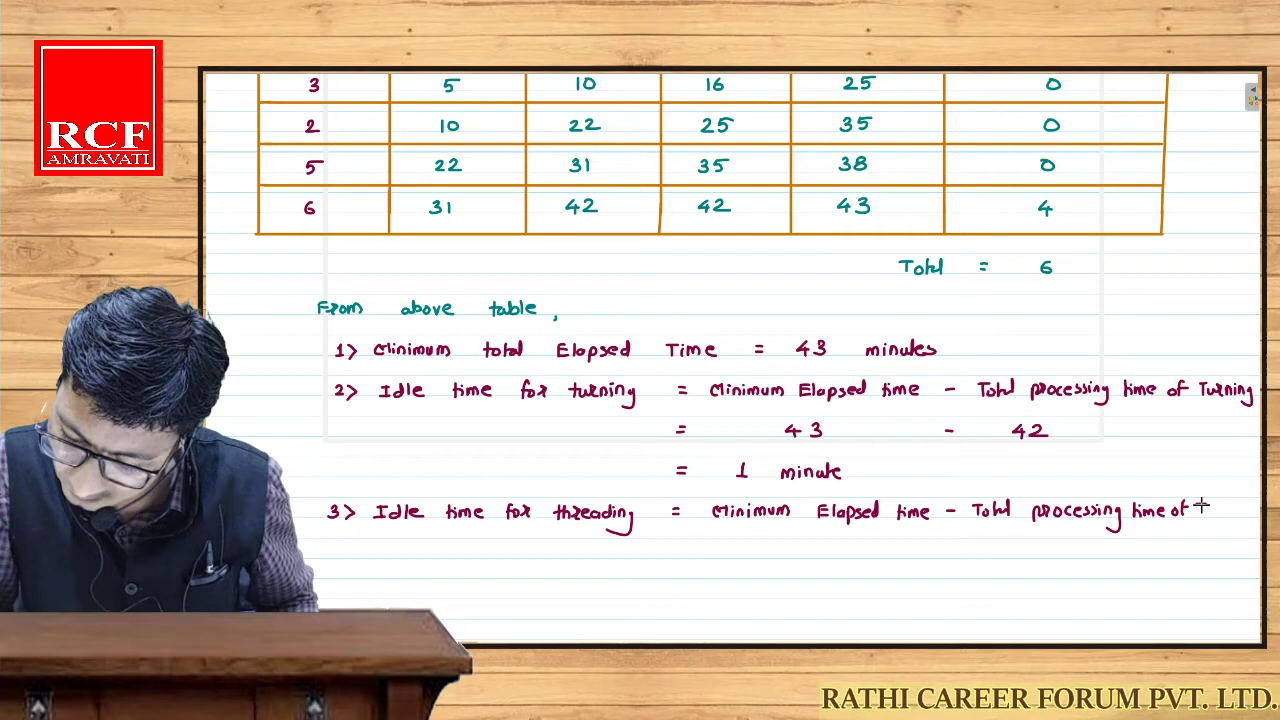 RCF
AMRAVATI
3 5 10 16 25 0
2 10 22 25 35 0
5 22 31 35 38 0
6 31 42 42 43 4
Total = 6
From above table,
1) Minimum total Elapsed Time = 43 minutes
2) Idle time for turning = Minimum Elapsed time - Total processing time of Turning
= 43 - 42
= 1 minute
3) Idle time for threading = Minimum Elapsed time - Total processing time of
RATHI CAREER FORUM PVT. LTD.